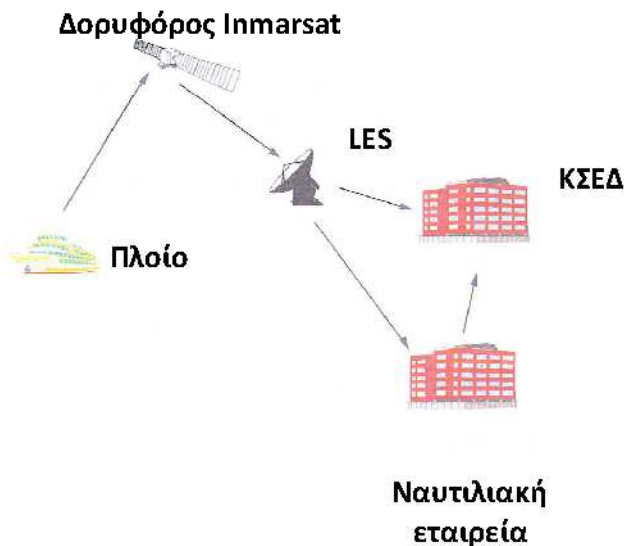 Δορυφόρος Inmarsat
LES
ΚΣΕΔ
Πλοίο
Ναυτιλιακή
εταιρεία